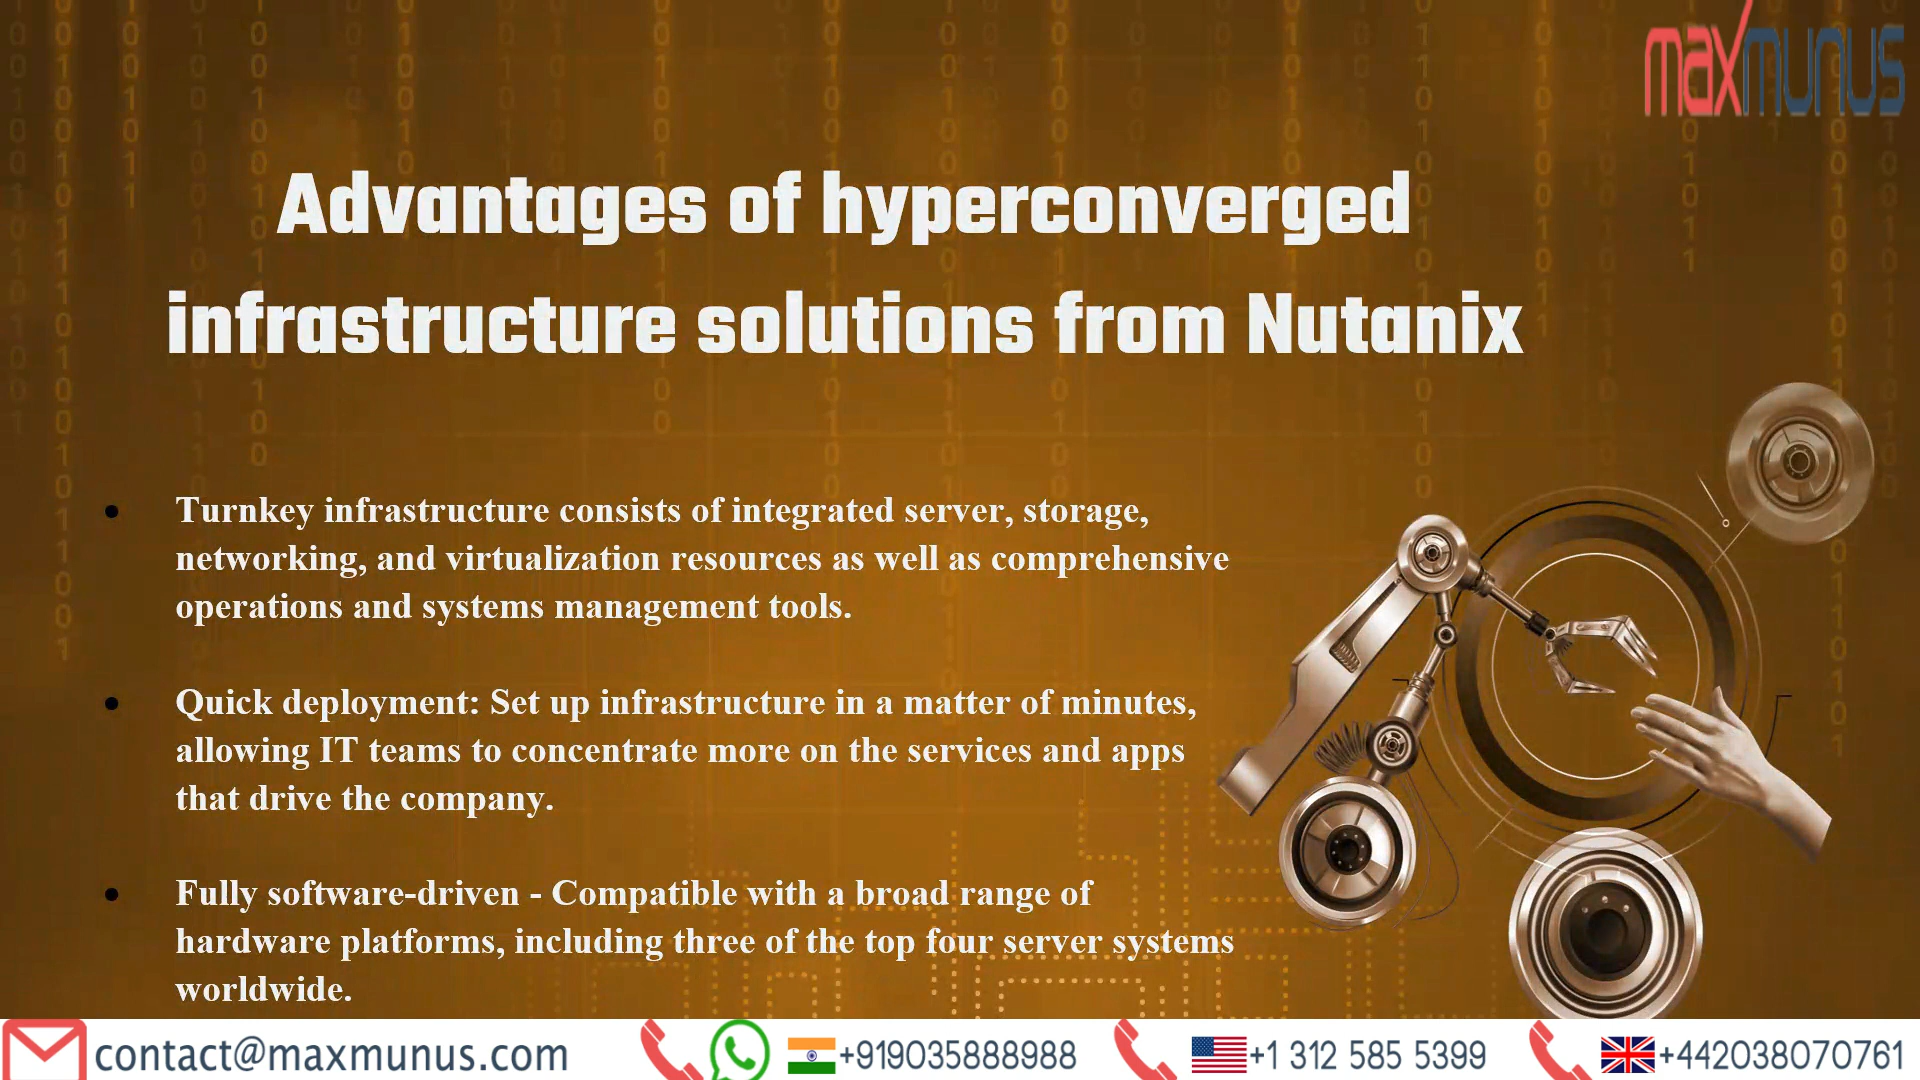 maxmunus
Advantages of hyperconverged
infrastructure solutions from Nutanix
• Turnkey infrastructure consists of integrated server, storage,
networking, and virtualization resources as well as comprehensive
operations and systems management tools.
• Quick deployment: Set up infrastructure in a matter of minutes,
allowing IT teams to concentrate more on the services and apps
that drive the company.
• Fully software-driven - Compatible with a broad range of
hardware platforms, including three of the top four server systems
worldwide.
contact@maxmunus.com +919035888988 +1 312 585 5399 +442038070761